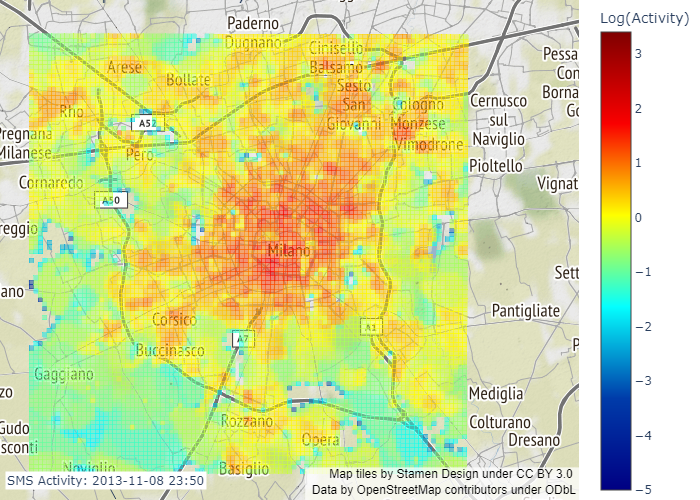 Log(Activity)
3
2
1
0
−1
−2
−3
−4
−5
Paderno
Dugnano
Cinisello
Balsamo
Arese
Bollate
Sesto
San
Giovanni
Cologno
Monzese
Vimodrone
Cernusco
sul
Naviglio
Pessa
Con
Borna
Go
Rho
A52
Pregnana
Milanese
Pero
Pioltello
Cornaredo
A50
Vignat
reggio
Milano
Sett
ano
Pantigliate
Corsico
A7
A1
Buccinasco
P
Gaggiano
zo
Mediglia
Rozzano
Colturano
Gudo
sconti
Opera
Dresano
Noviglio
Basiglio
SMS Activity: 2013-11-08 23:50
Map tiles by Stamen Design under CC BY 3.0
Data by OpenStreetMap contributors under ODbL